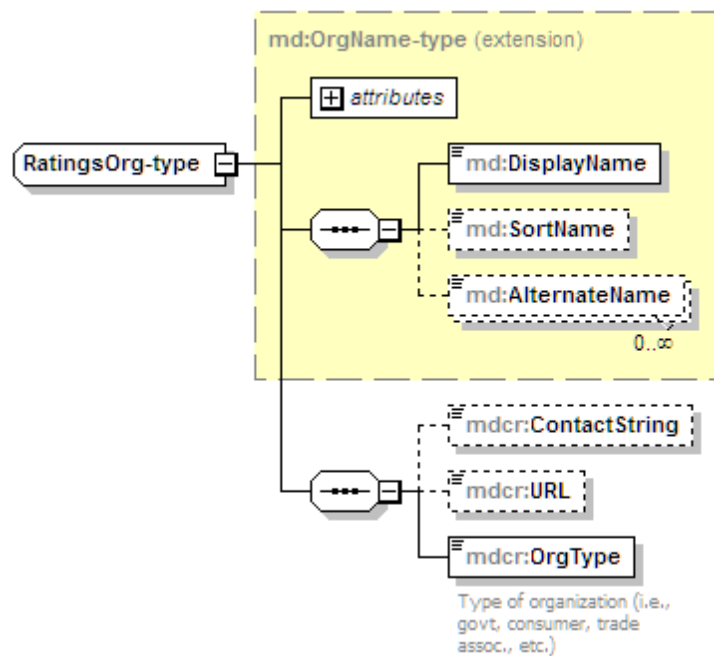 md:OrgName-type (extension)
attributes
RatingsOrg-type
md:DisplayName
md:SortName
md:AlternateName
0..∞
mdcr:ContactString
mdcr:URL
mdcr:OrgType
Type of organization (i.e.,
govt, consumer, trade
assoc., etc.)